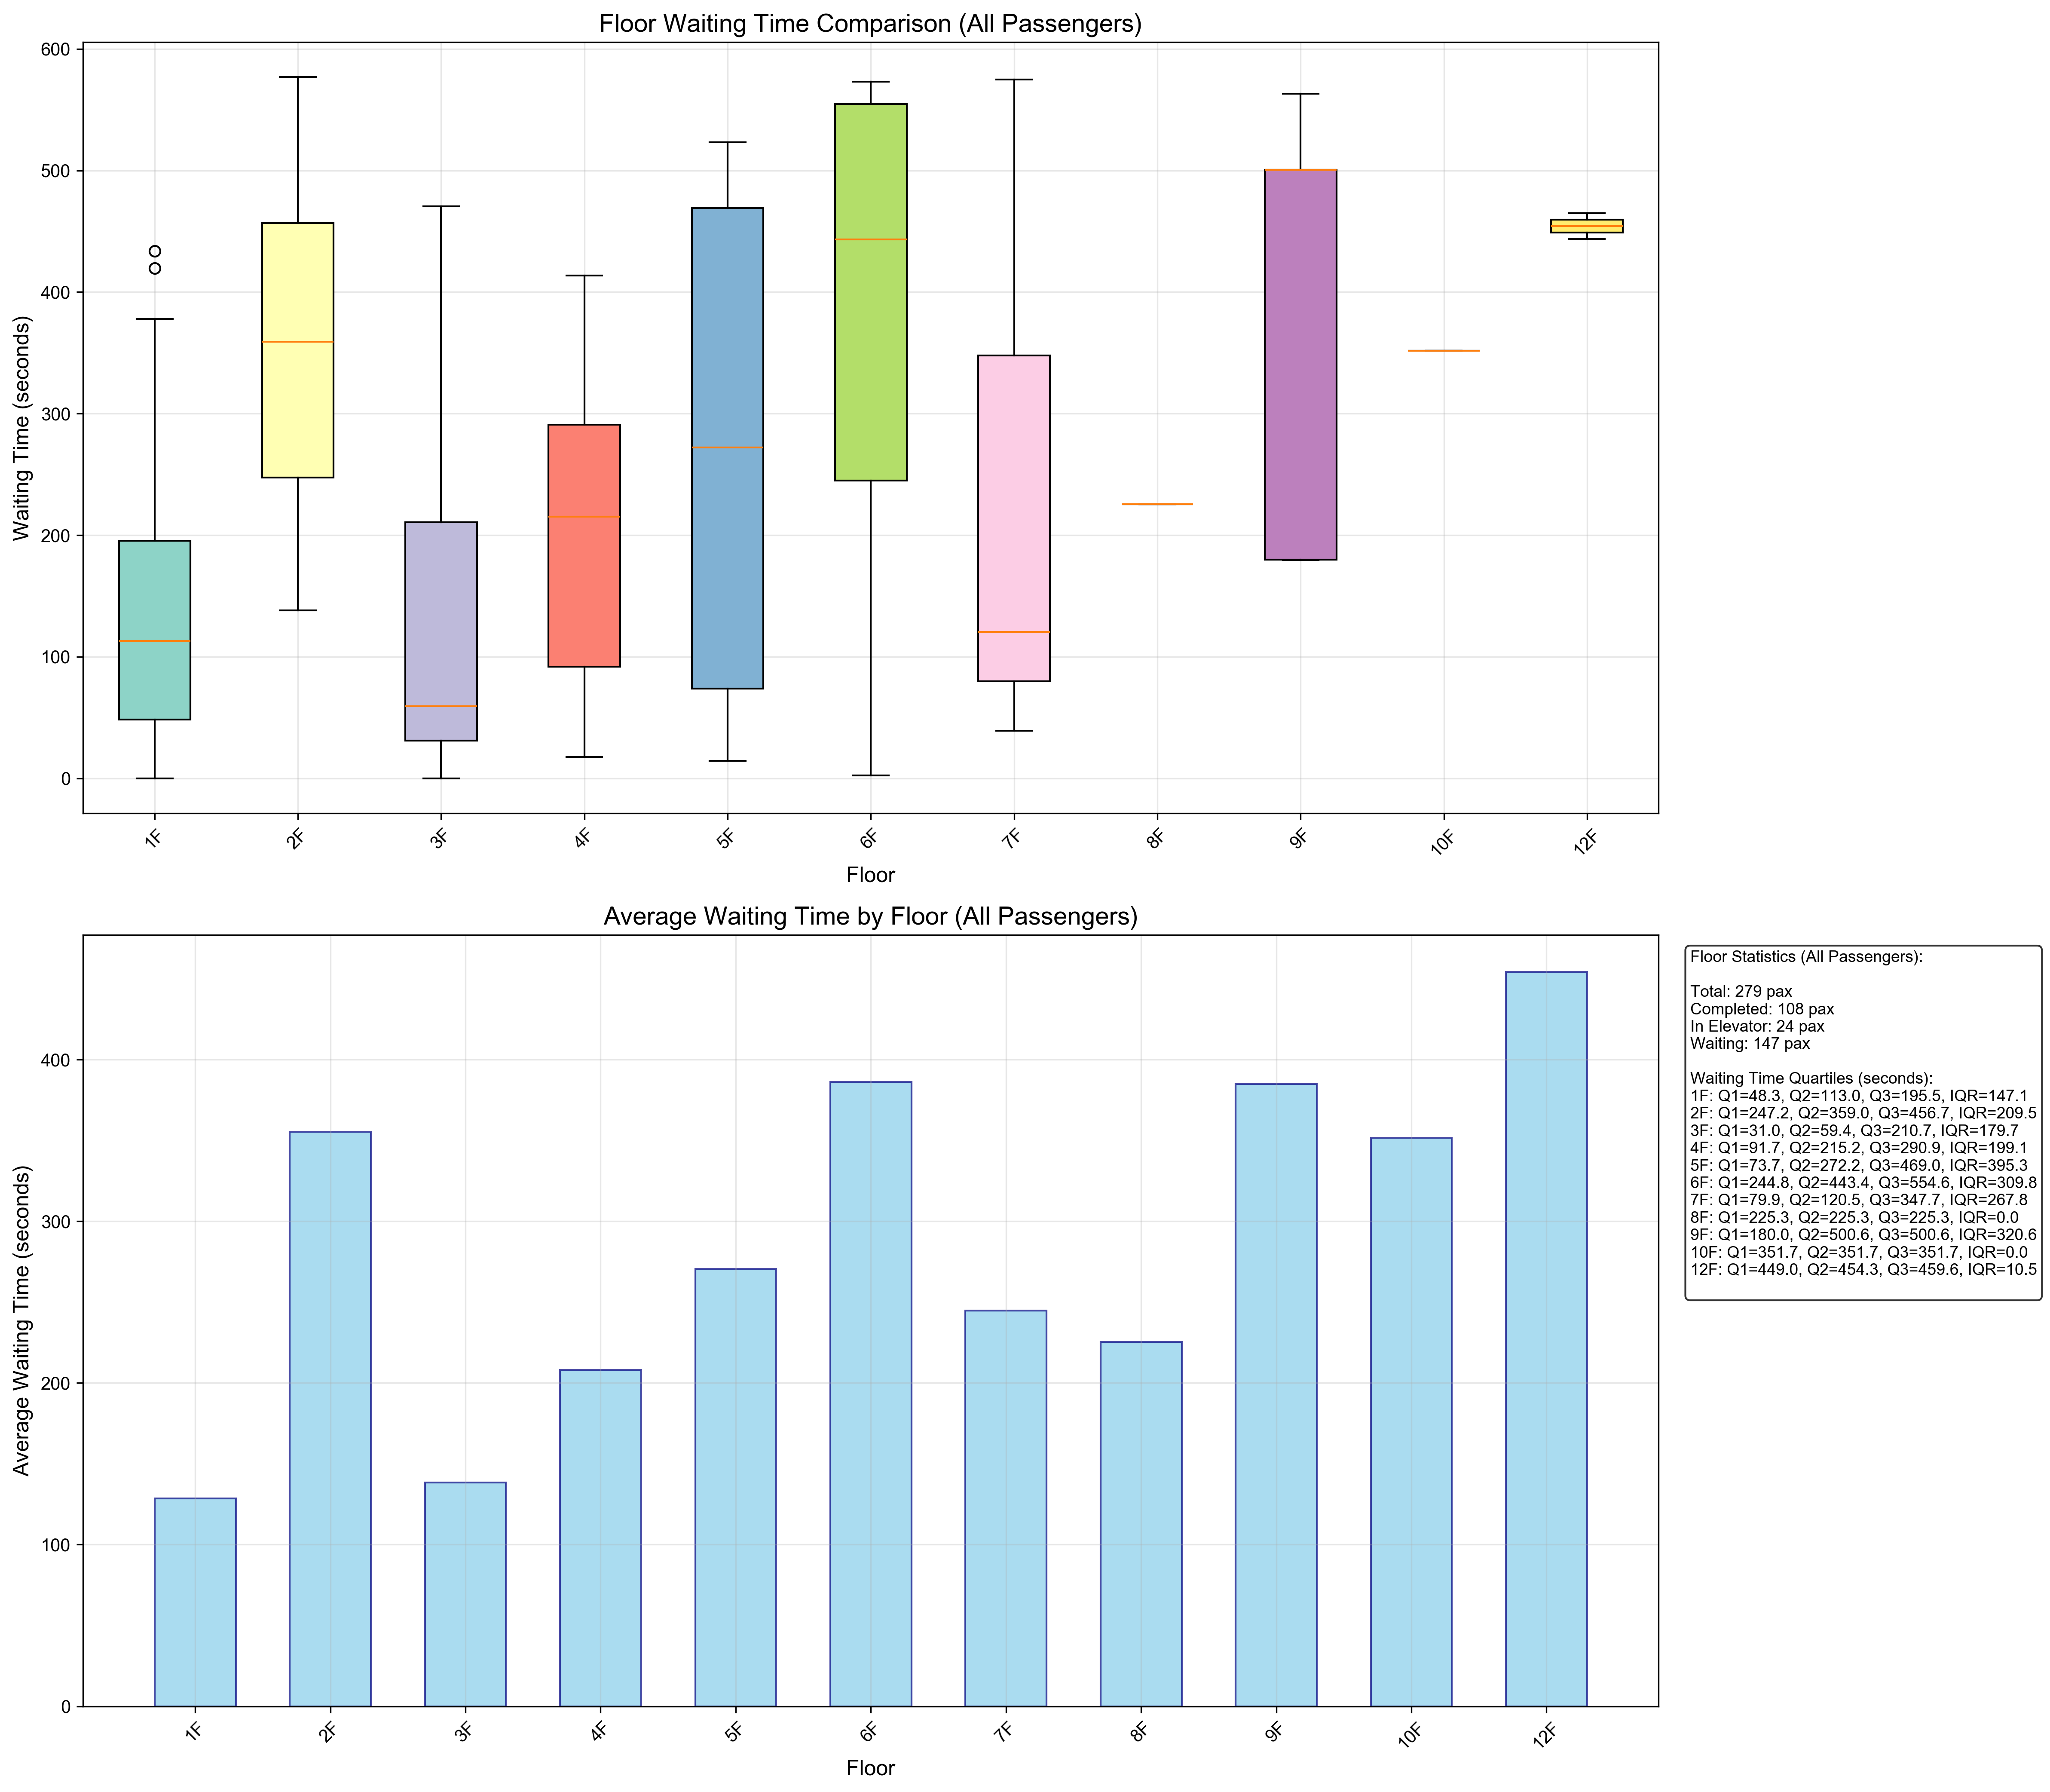 Floor Waiting Time Comparison (All Passengers)
Waiting Time (seconds)
600
500
400
300
200
100
0
1F
2F
3F
4F
5F
6F
7F
8F
9F
10F
12F
Floor
Average Waiting Time by Floor (All Passengers)
Average Waiting Time (seconds)
400
300
200
100
0
1F
2F
3F
4F
5F
6F
7F
8F
9F
10F
12F
Floor
Floor Statistics (All Passengers):
Total: 279 pax
Completed: 108 pax
In Elevator: 24 pax
Waiting: 147 pax
Waiting Time Quartiles (seconds):
1F: Q1=48.3, Q2=113.0, Q3=195.5, IQR=147.1
2F: Q1=247.2, Q2=359.0, Q3=456.7, IQR=209.5
3F: Q1=31.0, Q2=59.4, Q3=210.7, IQR=179.7
4F: Q1=91.7, Q2=215.2, Q3=290.9, IQR=199.1
5F: Q1=73.7, Q2=272.2, Q3=469.0, IQR=395.3
6F: Q1=244.8, Q2=443.4, Q3=554.6, IQR=309.8
7F: Q1=79.9, Q2=120.5, Q3=347.7, IQR=267.8
8F: Q1=225.3, Q2=225.3, Q3=225.3, IQR=0.0
9F: Q1=180.0, Q2=500.6, Q3=500.6, IQR=320.6
10F: Q1=351.7, Q2=351.7, Q3=351.7, IQR=0.0
12F: Q1=449.0, Q2=454.3, Q3=459.6, IQR=10.5